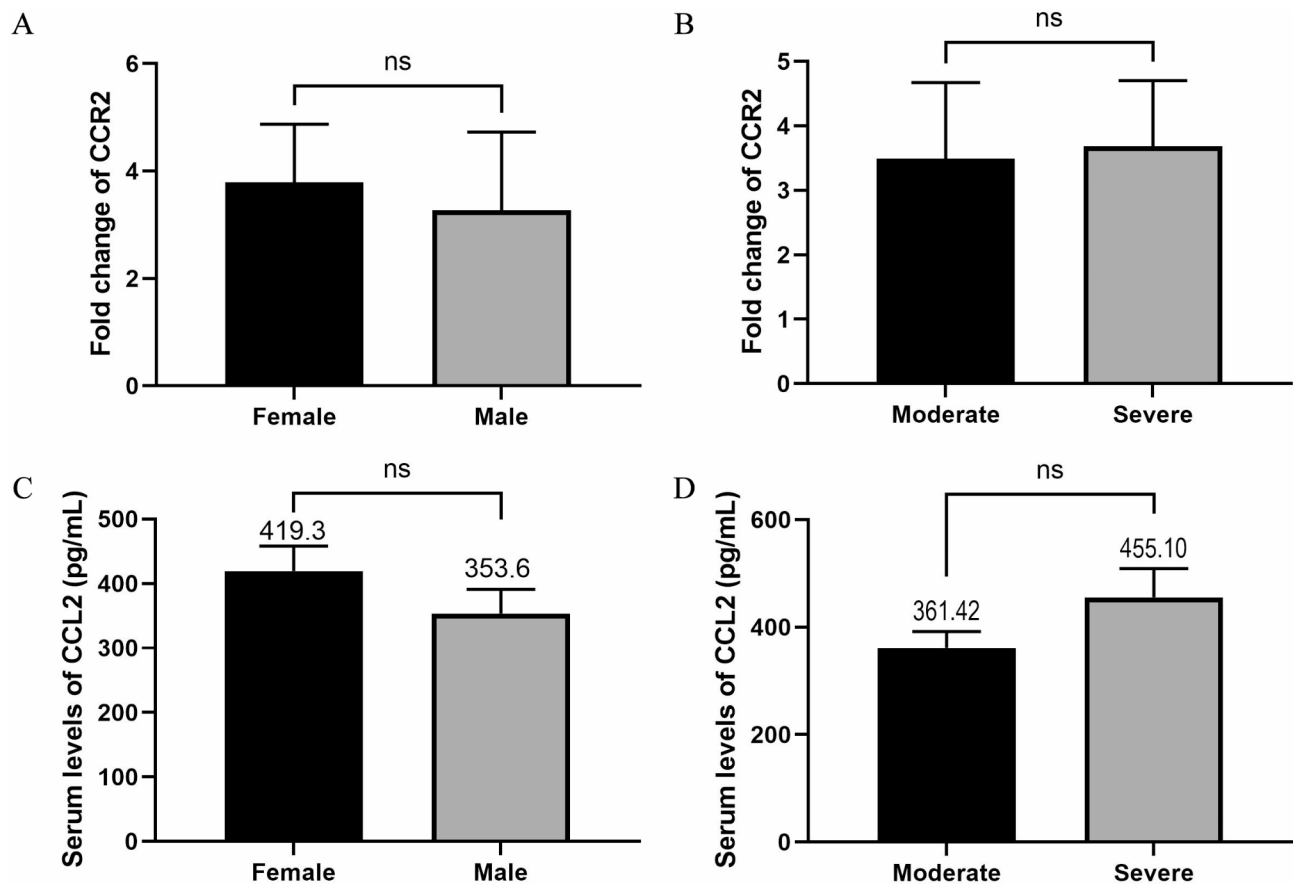 A
Fold change of CCR2
6
4
2
0
ns
Female
Male
B
Fold change of CCR2
5
4
3
2
1
0
ns
Moderate
Severe
C
Serum levels of CCL2 (pg/mL)
500
400
300
200
100
0
ns
419.3
353.6
Female
Male
D
Serum levels of CCL2 (pg/mL)
600
400
200
0
ns
361.42
455.10
Moderate
Severe